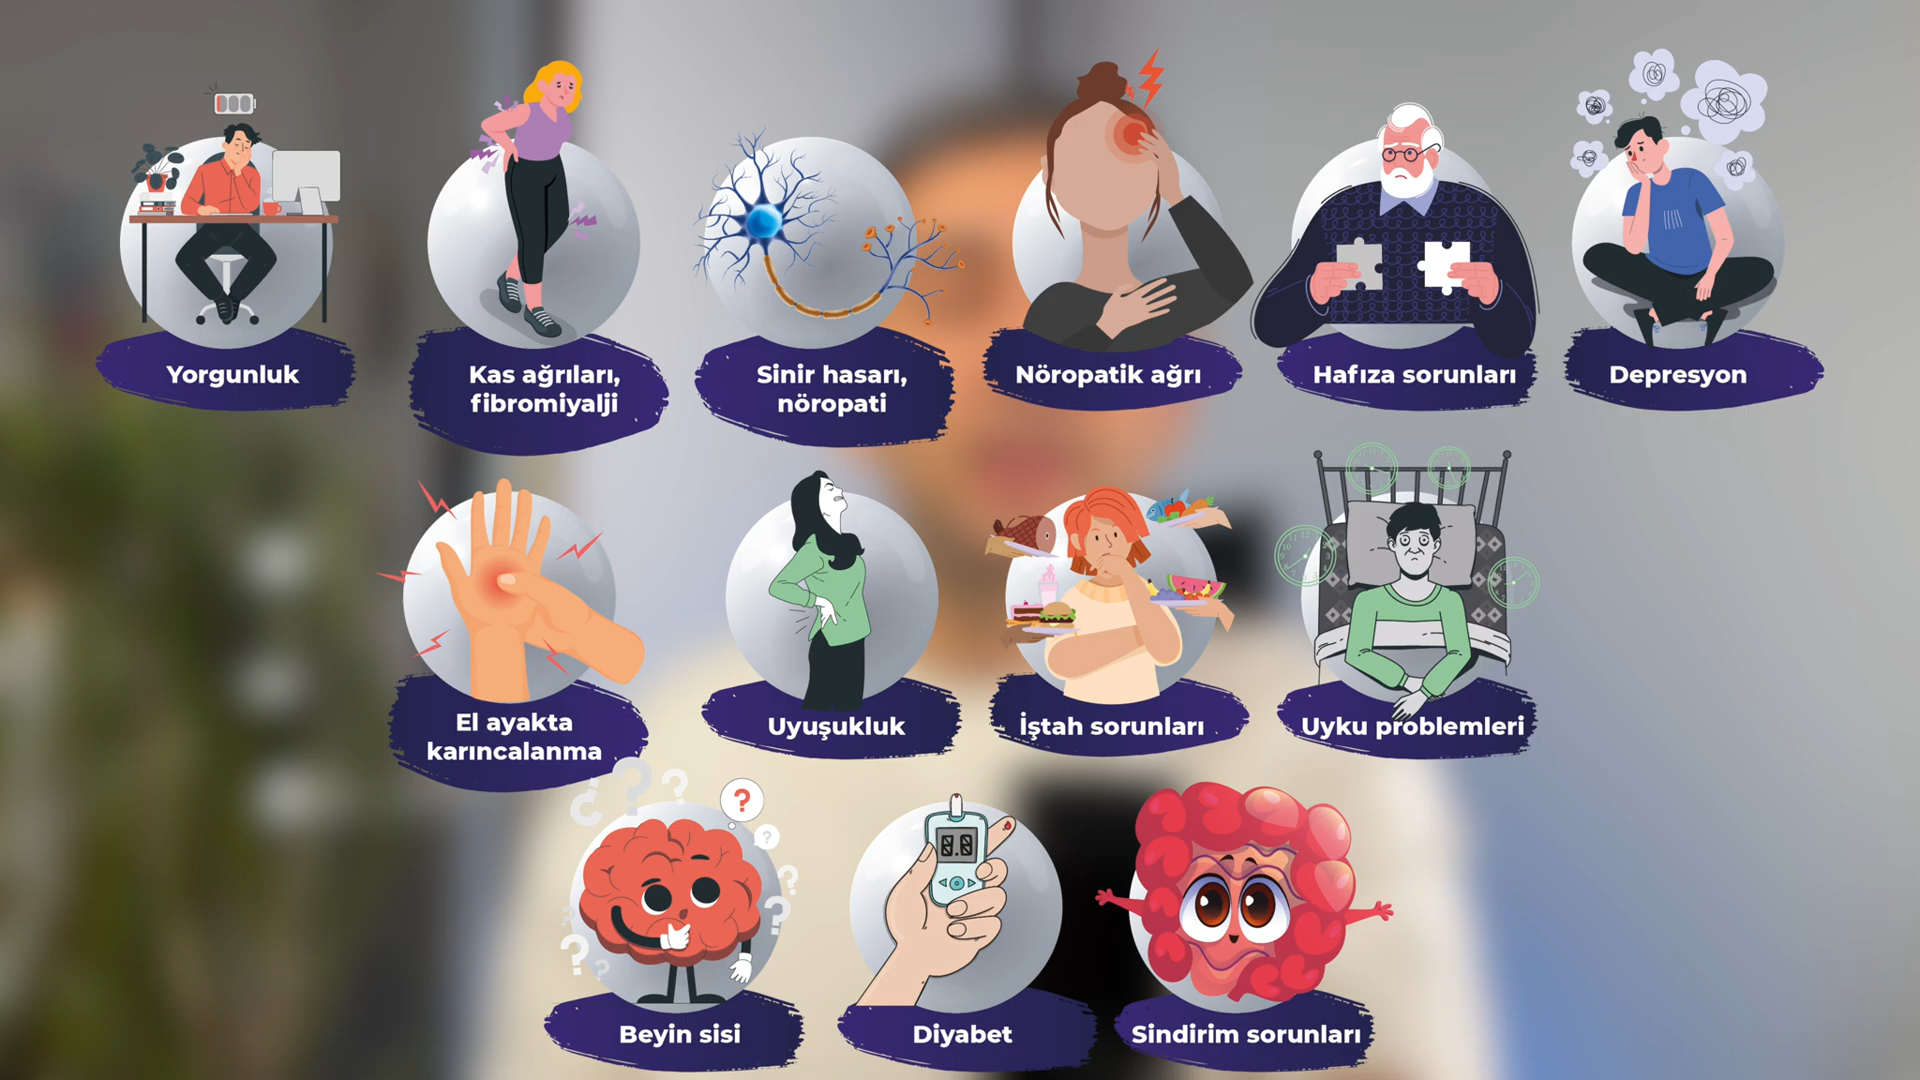 Yorgunluk
Kas ağrıları,
fibromiyalji
Sinir hasarı,
nöropati
Nöropatik ağrı
Hafıza sorunları
Depresyon
El ayakta
karıncalanma
Uyuşukluk
İştah sorunları
Uyku problemleri
Beyin sisi
Diyabet
Sindirim sorunları